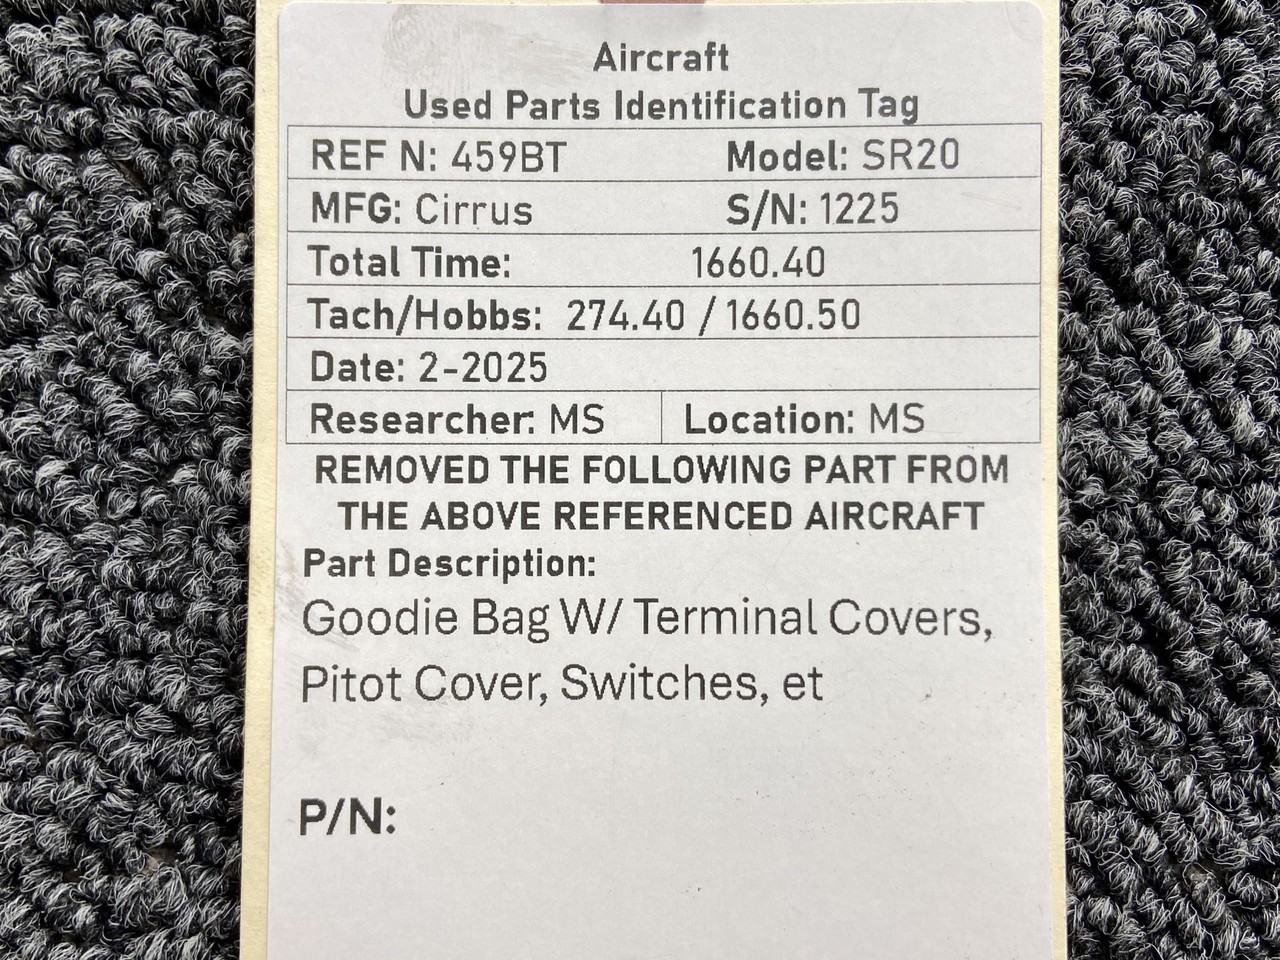 Aircraft
Used Parts Identification Tag
REF N: 459BT Model: SR20
MFG: Cirrus S/N: 1225
Total Time: 1660.40
Tach/Hobbs: 274.40 / 1660.50
Date: 2-2025
Researcher: MS Location: MS
REMOVED THE FOLLOWING PART FROM
THE ABOVE REFERENCED AIRCRAFT
Part Description:
Goodie Bag W/ Terminal Covers,
Pitot Cover, Switches, et
P/N: